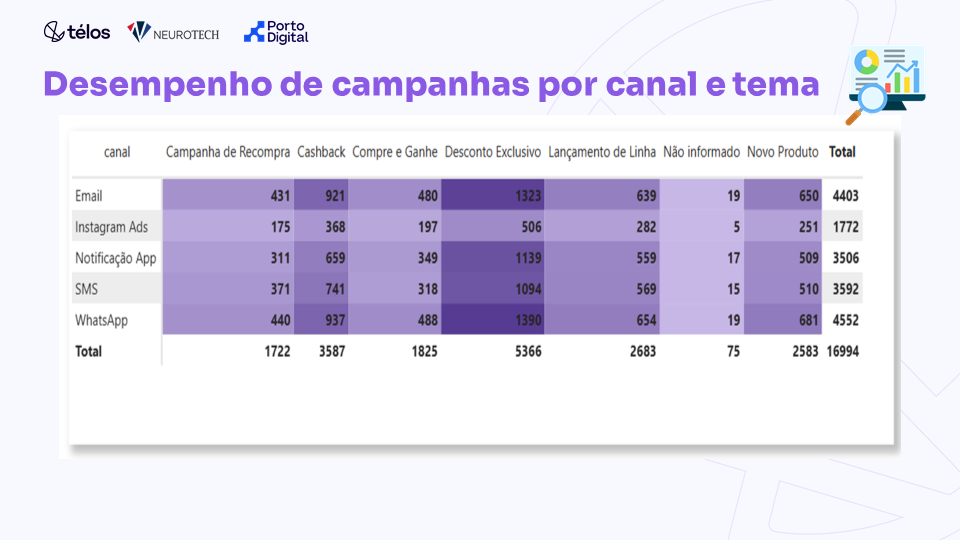 télos NEUROTECH Porto Digital
Desempenho de campanhas por canal e tema
canal Campanha de Recompra Cashback Compre e Ganhe Desconto Exclusivo Lançamento de Linha Não informado Novo Produto Total
Email 431 921 480 1323 639 19 650 4403
Instagram Ads 175 368 197 506 282 5 251 1772
Notificação App 311 659 349 1139 559 17 509 3506
SMS 371 741 318 1094 569 15 510 3592
WhatsApp 440 937 488 1390 654 19 681 4552
Total 1722 3587 1825 5366 2683 75 2583 16994